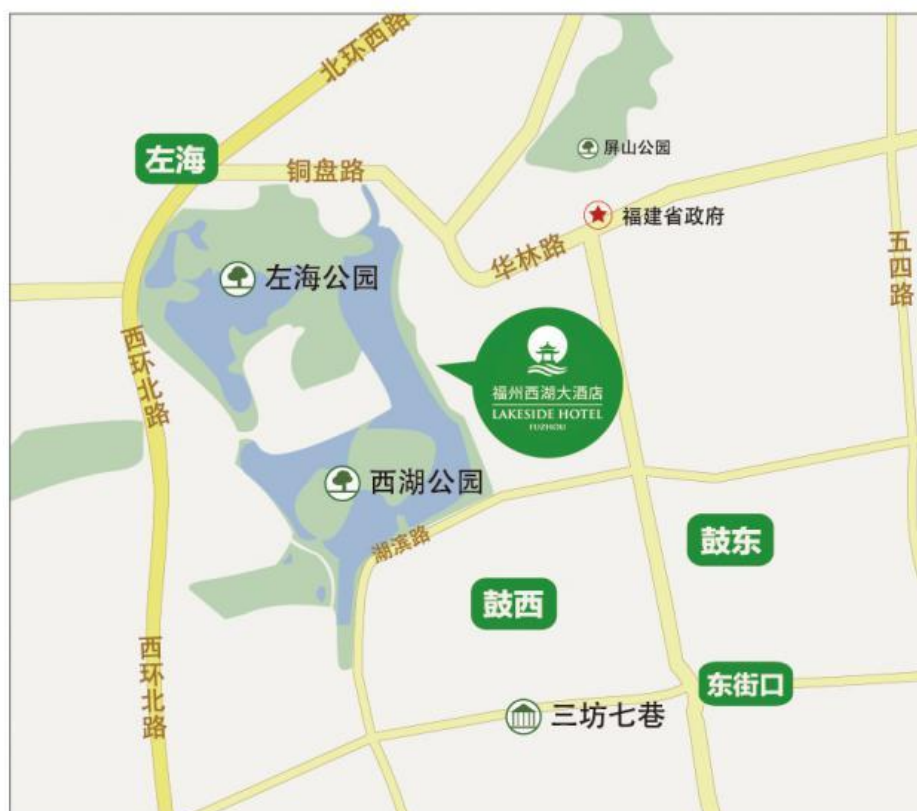 北环西路
左海
铜盘路
屏山公园
福建省政府
华林路
五四路
左海公园
西环北路
福州西湖大酒店
LAKESIDE HOTEL
FUZHOU
西湖公园
湖滨路
鼓东
鼓西
西环北路
东街口
三坊七巷